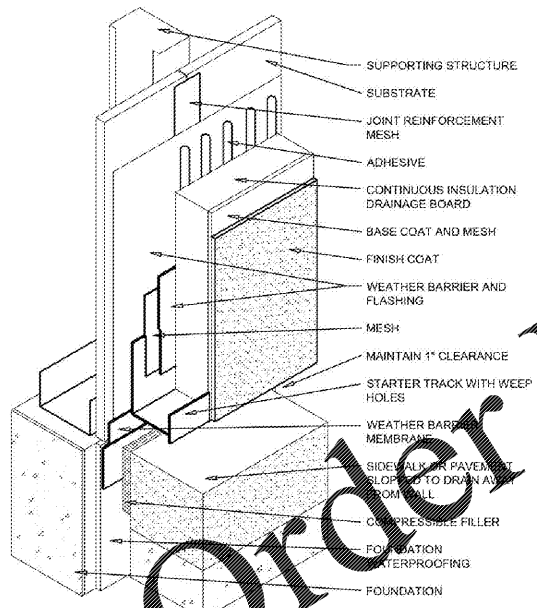 SUPPORTING STRUCTURE
SUBSTRATE
JOINT REINFORCEMENT
MESH
ADHESIVE
CONTINUOUS INSULATION
DRAINAGE BOARD
BASE COAT AND MESH
FINISH COAT
WEATHER BARRIER AND
FLASHING
MESH
MAINTAIN 1" CLEARANCE
STARTER TRACK WITH WEEP
HOLES
WEATHER BARRIER
MEMBRANE
SIDEWALK OR PAVEMENT
SLOPPED TO DRAIN AWAY
FROM WALL
COMPRESSIBLE FILLER
FOUNDATION
WATERPROOFING
FOUNDATION
Order